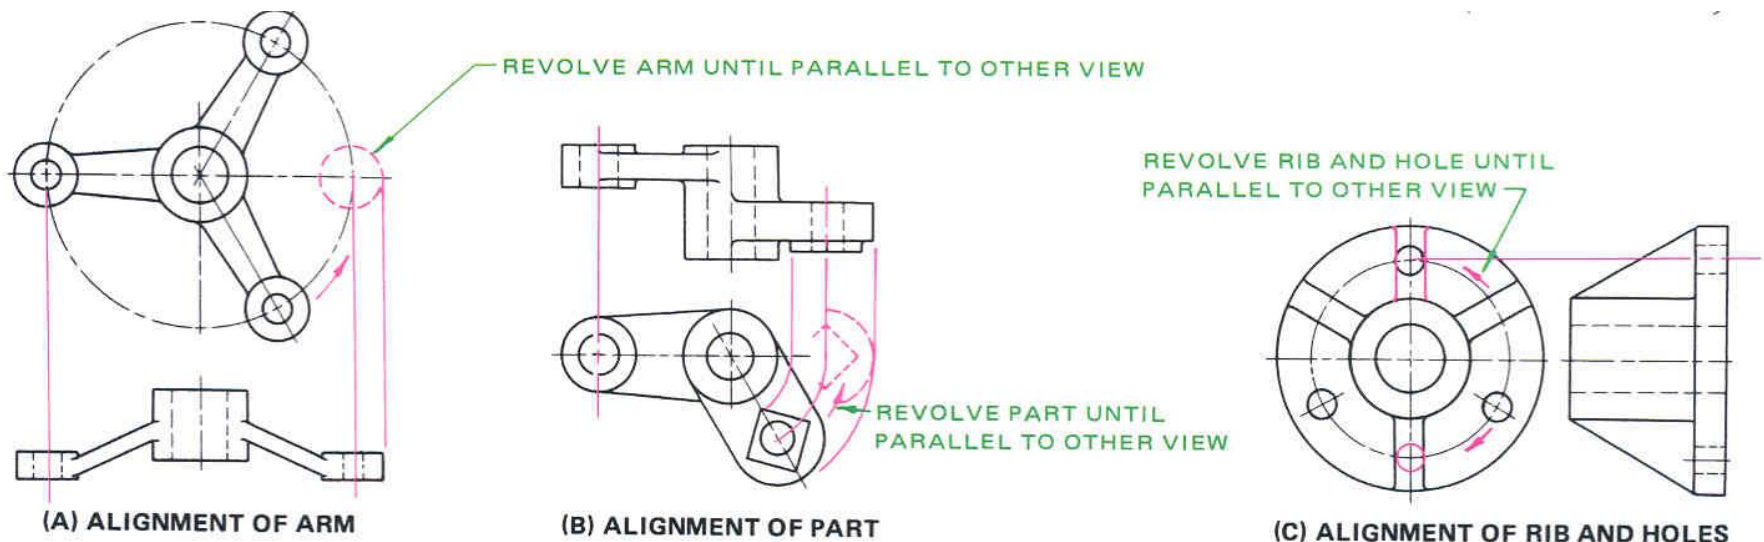 REVOLVE ARM UNTIL PARALLEL TO OTHER VIEW
REVOLVE RIB AND HOLE UNTIL
PARALLEL TO OTHER VIEW
REVOLVE PART UNTIL
PARALLEL TO OTHER VIEW
(A) ALIGNMENT OF ARM
(B) ALIGNMENT OF PART
(C) ALIGNMENT OF RIB AND HOLES